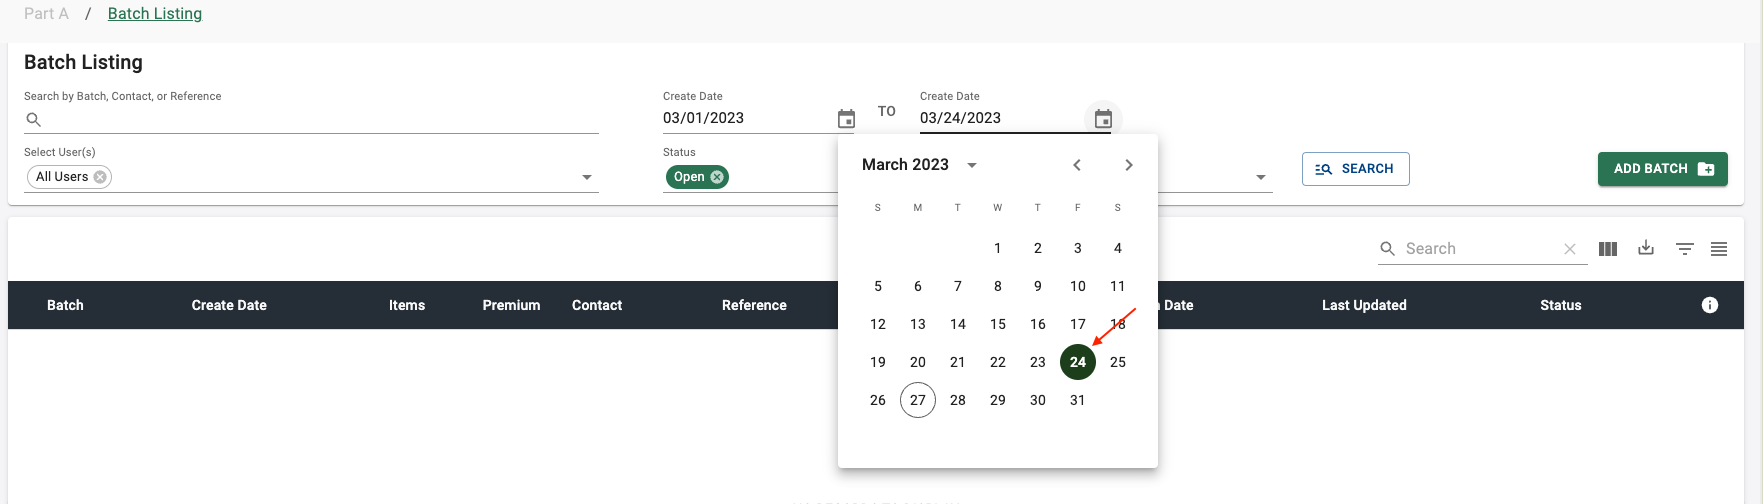 Part A / Batch Listing
Batch Listing
Search by Batch, Contact, or Reference
Create Date
03/01/2023
TO
Create Date
03/24/2023
Select User(s)
All Users
Status
Open
SEARCH
ADD BATCH
March 2023
S M T W T F S
1 2 3 4
5 6 7 8 9 10 11
12 13 14 15 16 17 18
19 20 21 22 23 24 25
26 27 28 29 30 31
Search
Batch Create Date Items Premium Contact Reference Date Last Updated Status